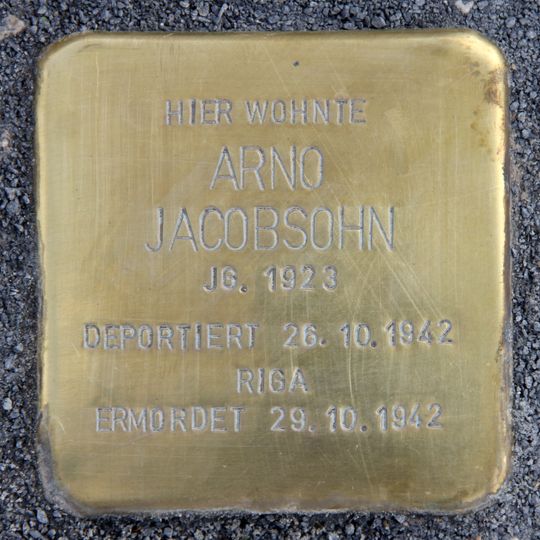 HIER WOHNTE
ARNO
JACOBSOHN
JG. 1923
DEPORTIERT 26.10.1942
RIGA
ERMORDET 29.10.1942